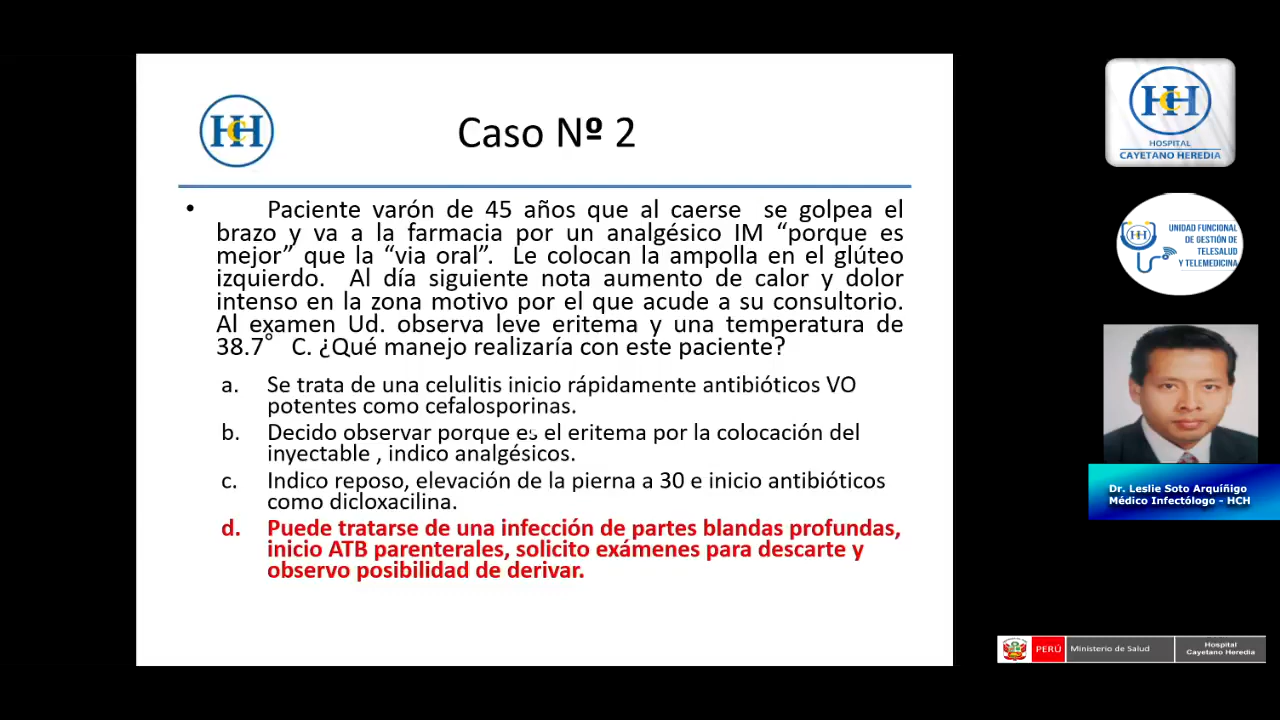 HCH
Caso Nº 2
• Paciente varón de 45 años que al caerse se golpea el
brazo y va a la farmacia por un analgésico IM “porque es
mejor” que la “via oral”. Le colocan la ampolla en el glúteo
izquierdo. Al día siguiente nota aumento de calor y dolor
intenso en la zona motivo por el que acude a su consultorio.
Al examen Ud. observa leve eritema y una temperatura de
38.7° C. ¿Qué manejo realizaría con este paciente?
a. Se trata de una celulitis inicio rápidamente antibióticos VO
potentes como cefalosporinas.
b. Decido observar porque es el eritema por la colocación del
inyectable , indico analgésicos.
c. Indico reposo, elevación de la pierna a 30 e inicio antibióticos
como dicloxacilina.
d. Puede tratarse de una infección de partes blandas profundas,
inicio ATB parenterales, solicito exámenes para descarte y
observo posibilidad de derivar.
HCH
HOSPITAL
CAYETANO HEREDIA
HCH
UNIDAD FUNCIONAL
DE GESTIÓN DE
TELESALUD
Y TELEMEDICINA
Dr. Leslie Soto Arquíñigo
Médico Infectólogo - HCH
PERÚ
Ministerio de Salud
Hospital
Cayetano Heredia